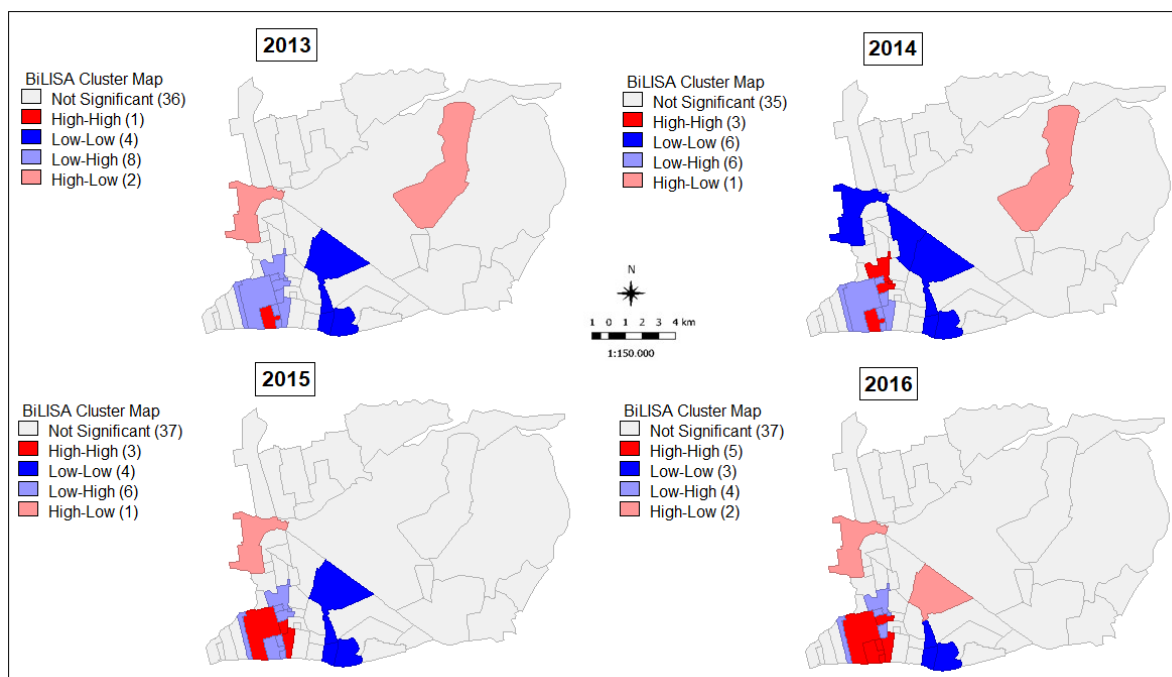 2013
BiLISA Cluster Map
Not Significant (36)
High-High (1)
Low-Low (4)
Low-High (8)
High-Low (2)
2014
BiLISA Cluster Map
Not Significant (35)
High-High (3)
Low-Low (6)
Low-High (6)
High-Low (1)
N
1 0 1 2 3 4 km
1:150.000
2015
BiLISA Cluster Map
Not Significant (37)
High-High (3)
Low-Low (4)
Low-High (6)
High-Low (1)
2016
BiLISA Cluster Map
Not Significant (37)
High-High (5)
Low-Low (3)
Low-High (4)
High-Low (2)